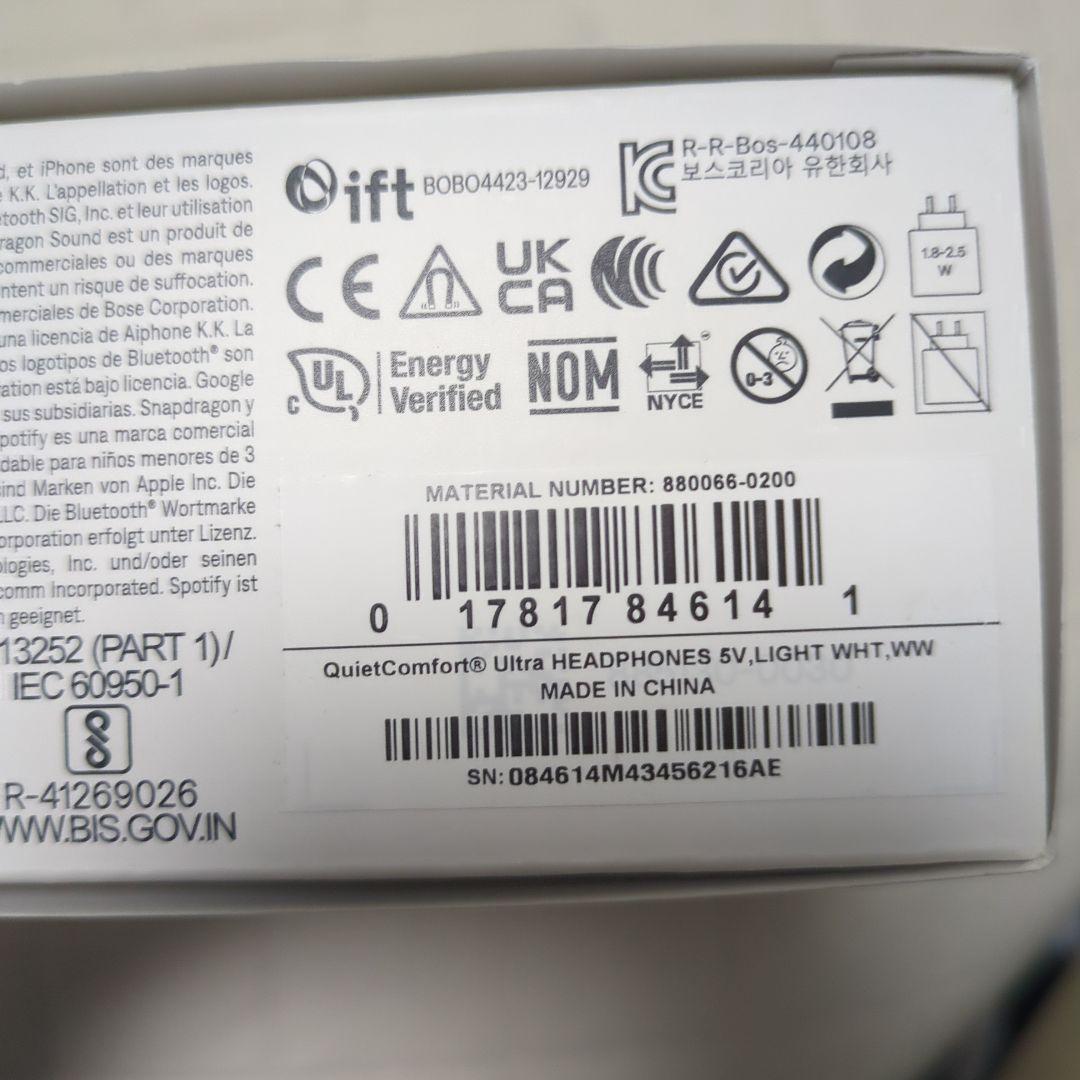 et iPhone sont des marques
K.K. L'appellation et les logos.
etooth SIG, Inc. et leur utilisation
ragon Sound est un produit de
commerciales ou des marques
ntent un risque de suffocation.
merciales de Bose Corporation.
una licencia de Aiphone K.K. La
os logotipos de Bluetooth® son
ration está bajo licencia. Google
sus subsidiarias. Snapdragon y
potify es una marca comercial
dable para niños menores de 3
ind Marken von Apple Inc. Die
LLC. Die Bluetooth® Wortmarke
orporation erfolgt unter Lizenz.
ologies, Inc. und/oder seinen
comm Incorporated. Spotify ist
geeignet.
13252 (PART 1)/
IEC 60950-1
R-41269026
WWW.BIS.GOV.IN
ift BOBO4423-12929
R-R-Bos-440108
보스코리아 유한회사
CE
UK
CA
1.8-2.5
W
c UL Energy
Verified
NOM
NYCE
0-3
MATERIAL NUMBER: 880066-0200
0 17817 84614 1
QuietComfort® Ultra HEADPHONES 5V,LIGHT WHT,WW
MADE IN CHINA
SN: 084614M43456216AE